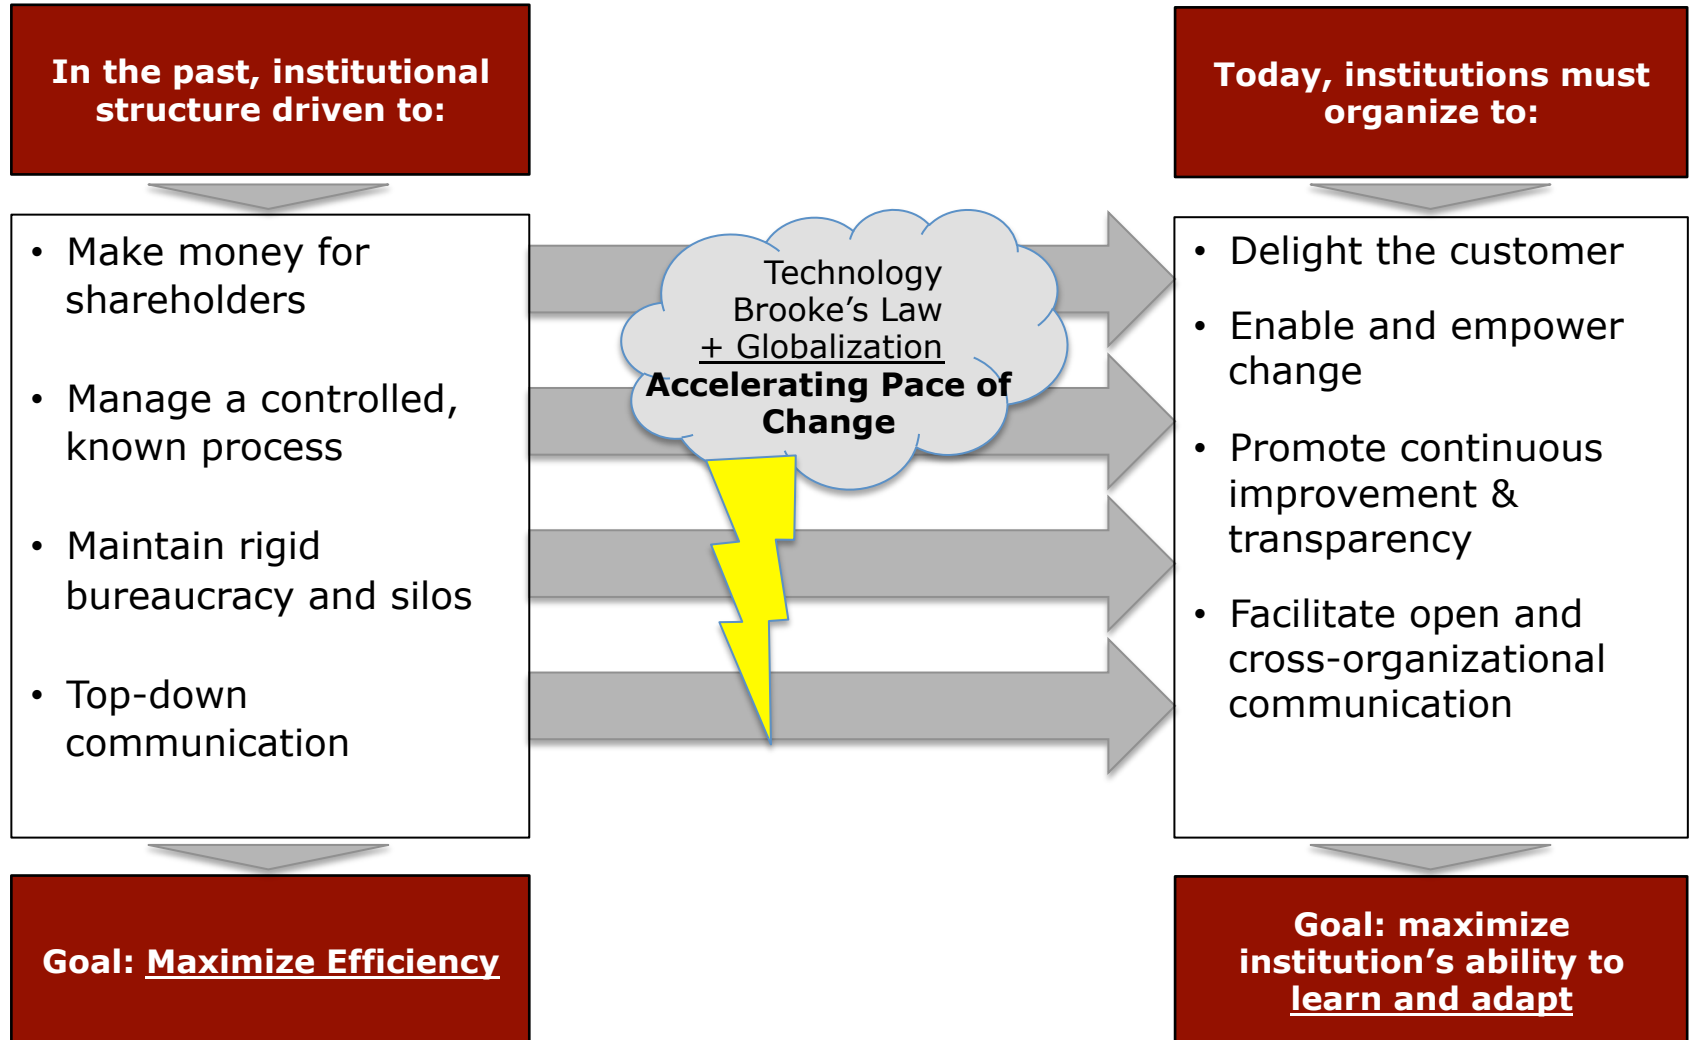 In the past, institutional
structure driven to:
• Make money for
shareholders
• Manage a controlled,
known process
• Maintain rigid
bureaucracy and silos
• Top-down
communication
Goal: Maximize Efficiency
Technology
Brooke’s Law
+ Globalization
Accelerating Pace of
Change
Today, institutions must
organize to:
• Delight the customer
• Enable and empower
change
• Promote continuous
improvement &
transparency
• Facilitate open and
cross-organizational
communication
Goal: maximize
institution’s ability to
learn and adapt